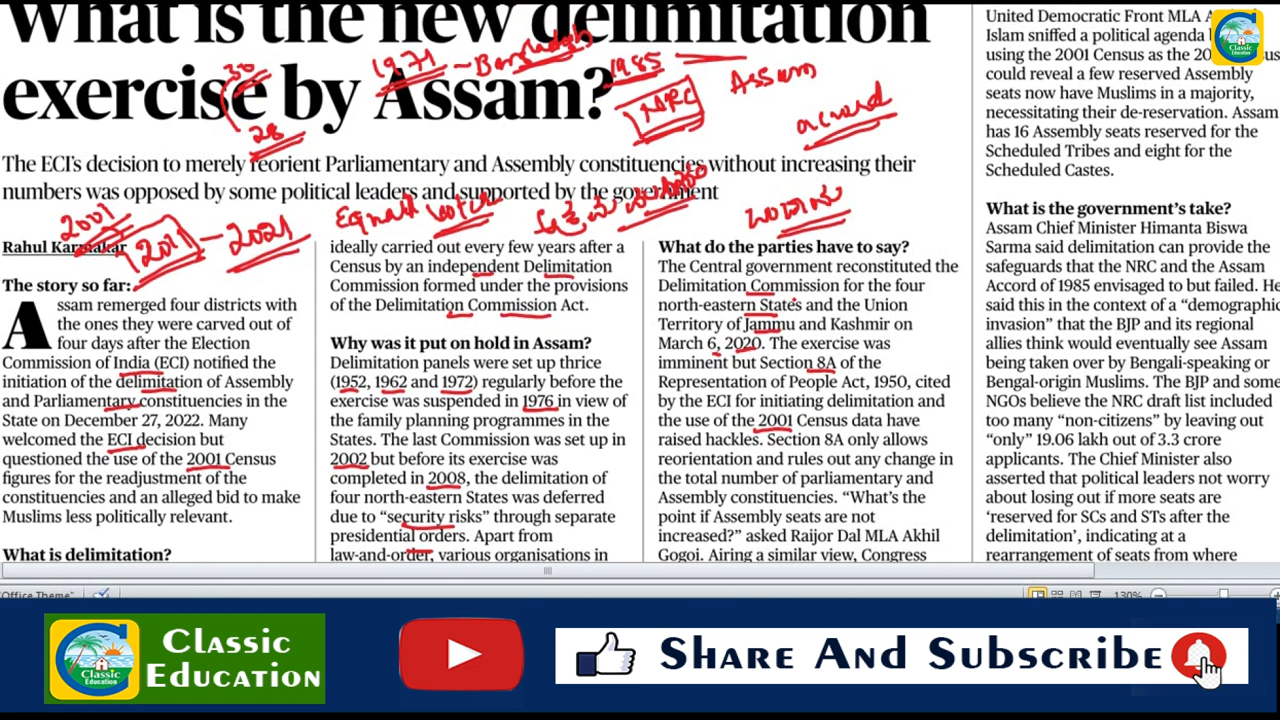 What is the new delimitation
exercise by Assam?
1971 - Bangladesh
1985
Assam
accord
NRC
30
28
The ECI's decision to merely reorient Parliamentary and Assembly constituencies without increasing their
numbers was opposed by some political leaders and supported by the government
2001
2011 - 2021
Rahul Karmakar
The story so far:
Assam remerged four districts with
the ones they were carved out of
four days after the Election
Commission of India (ECI) notified the
initiation of the delimitation of Assembly
and Parliamentary constituencies in the
State on December 27, 2022. Many
welcomed the ECI decision but
questioned the use of the 2001 Census
figures for the readjustment of the
constituencies and an alleged bid to make
Muslims less politically relevant.
What is delimitation?
ideally carried out every few years after a
Census by an independent Delimitation
Commission formed under the provisions
of the Delimitation Commission Act.
Why was it put on hold in Assam?
Delimitation panels were set up thrice
(1952, 1962 and 1972) regularly before the
exercise was suspended in 1976 in view of
the family planning programmes in the
States. The last Commission was set up in
2002 but before its exercise was
completed in 2008, the delimitation of
four north-eastern States was deferred
due to “security risks” through separate
presidential orders. Apart from
law-and-order, various organisations in
What do the parties have to say?
The Central government reconstituted the
Delimitation Commission for the four
north-eastern States and the Union
Territory of Jammu and Kashmir on
March 6, 2020. The exercise was
imminent but Section 8A of the
Representation of People Act, 1950, cited
by the ECI for initiating delimitation and
the use of the 2001 Census data have
raised hackles. Section 8A only allows
reorientation and rules out any change in
the total number of parliamentary and
Assembly constituencies. “What's the
point if Assembly seats are not
increased?” asked Raijor Dal MLA Akhil
Gogoi. Airing a similar view, Congress
United Democratic Front MLA
Islam sniffed a political agenda
using the 2001 Census as the
could reveal a few reserved Assembly
seats now have Muslims in a majority,
necessitating their de-reservation. Assam
has 16 Assembly seats reserved for the
Scheduled Tribes and eight for the
Scheduled Castes.
What is the government's take?
Assam Chief Minister Himanta Biswa
Sarma said delimitation can provide the
safeguards that the NRC and the Assam
Accord of 1985 envisaged to but failed. He
said this in the context of a “demographic
invasion” that the BJP and its regional
allies think would eventually see Assam
being taken over by Bengali-speaking or
Bengal-origin Muslims. The BJP and some
NGOs believe the NRC draft list included
too many “non-citizens” by leaving out
“only” 19.06 lakh out of 3.3 crore
applicants. The Chief Minister also
asserted that political leaders not worry
about losing out if more seats are
‘reserved for SCs and STs after the
delimitation’, indicating at a
rearrangement of seats from where
Classic
Education
"Office Theme"
130%
Classic
Education
CLASSIC
EDUCATION
SHARE AND SUBSCRIBE